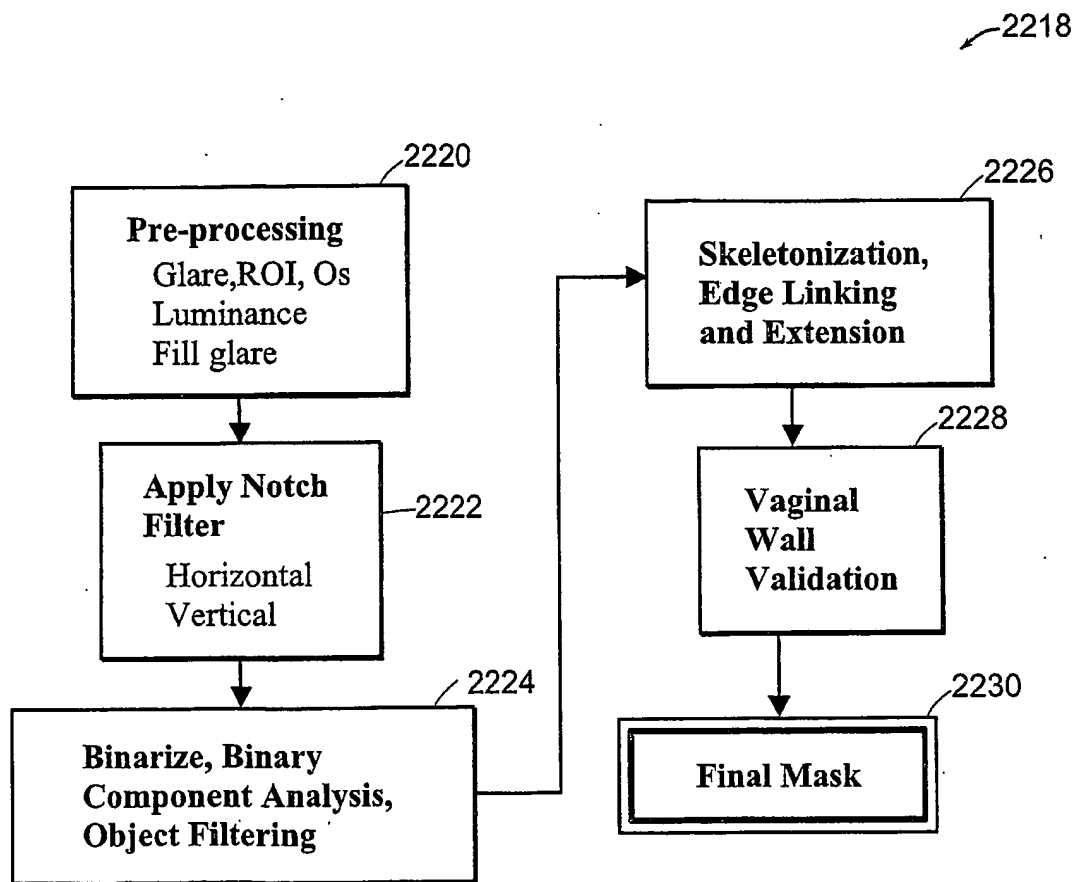 2218
2220
Pre-processing
Glare,ROI, Os
Luminance
Fill glare
Apply Notch
Filter
2222
Horizontal
Vertical
2224
Binarize, Binary
Component Analysis,
Object Filtering
2226
Skeletonization,
Edge Linking
and Extension
2228
Vaginal
Wall
Validation
2230
Final Mask